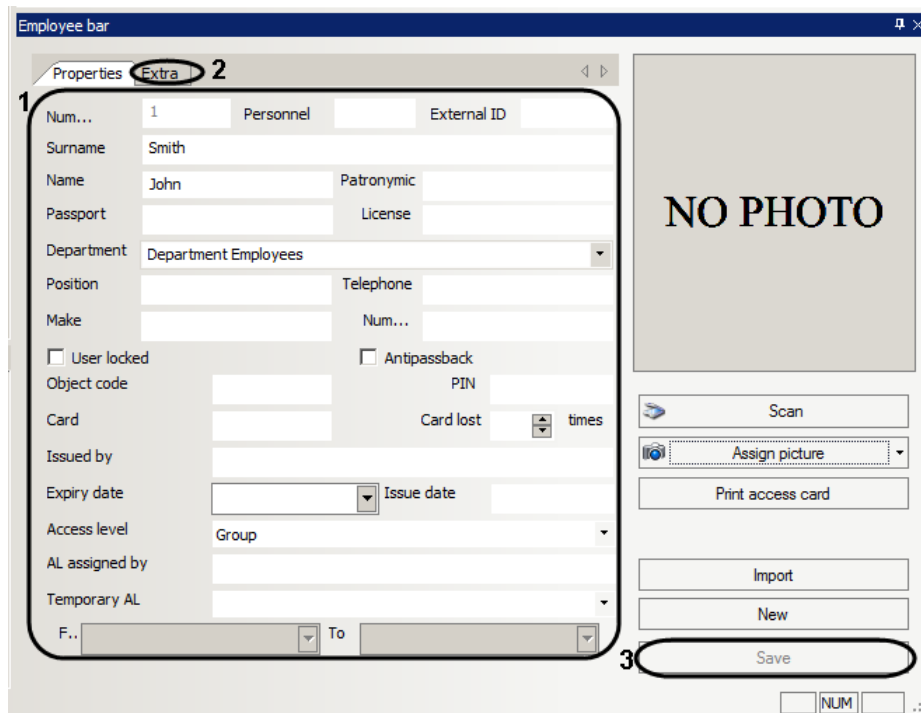 Employee bar
Properties Extra 2
1
Num... 1 Personnel External ID
Surname Smith
Name John Patronymic
Passport License
Department Department Employees
Position Telephone
Make Num...
User locked Antipassback
Object code PIN
Card Card lost times
Issued by
Expiry date Issue date
Access level Group
AL assigned by
Temporary AL
F.. To
NO PHOTO
Scan
Assign picture
Print access card
Import
New
3 Save
NUM